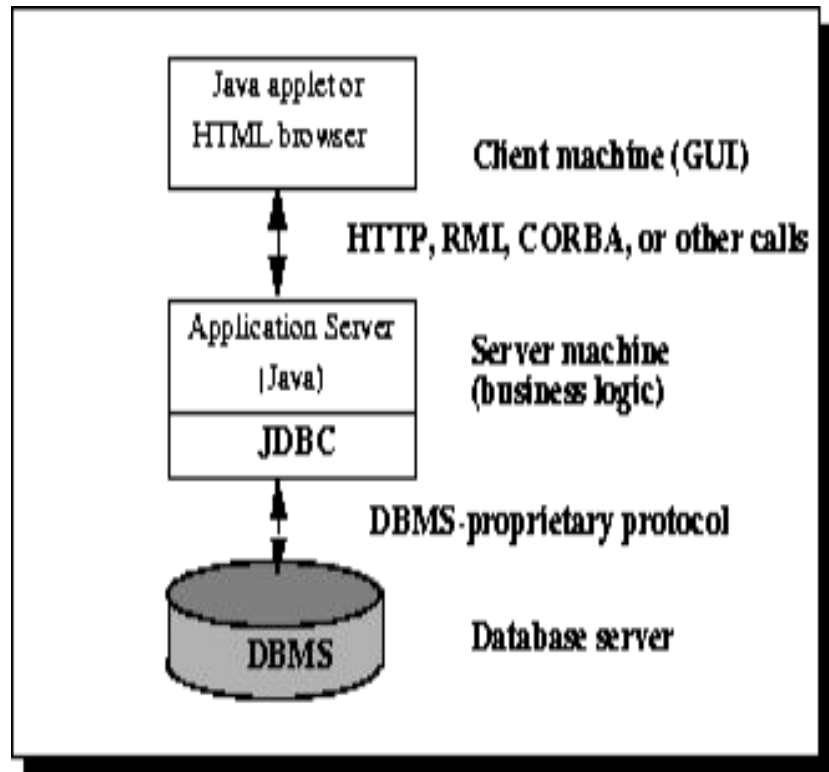 Java applet or
HTML browser
Client machine (GUI)
HTTP, RMI, CORBA, or other calls
Application Server
(Java)
JDBC
Server machine
(business logic)
DBMS-proprietary protocol
DBMS
Database server